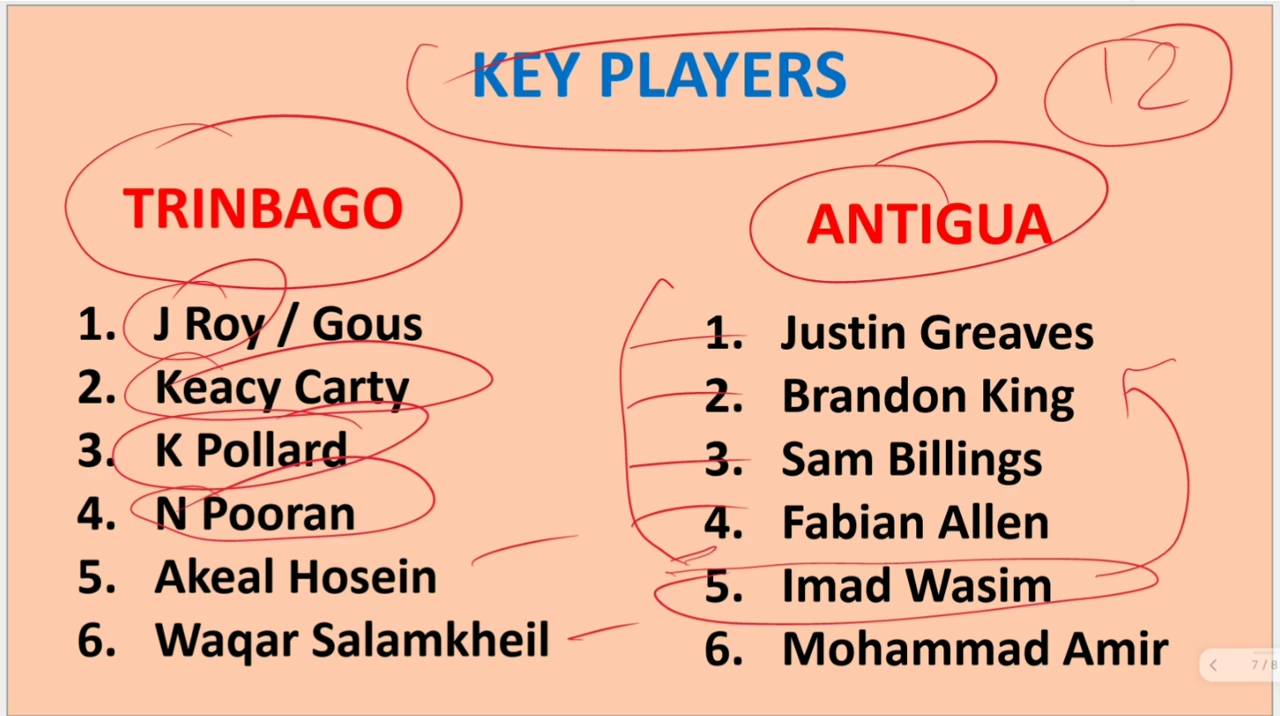 KEY PLAYERS
12
TRINBAGO
1. J Roy / Gous
2. Keacy Carty
3. K Pollard
4. N Pooran
5. Akeal Hosein
6. Waqar Salamkheil
ANTIGUA
1. Justin Greaves
2. Brandon King
3. Sam Billings
4. Fabian Allen
5. Imad Wasim
6. Mohammad Amir
7 / 8